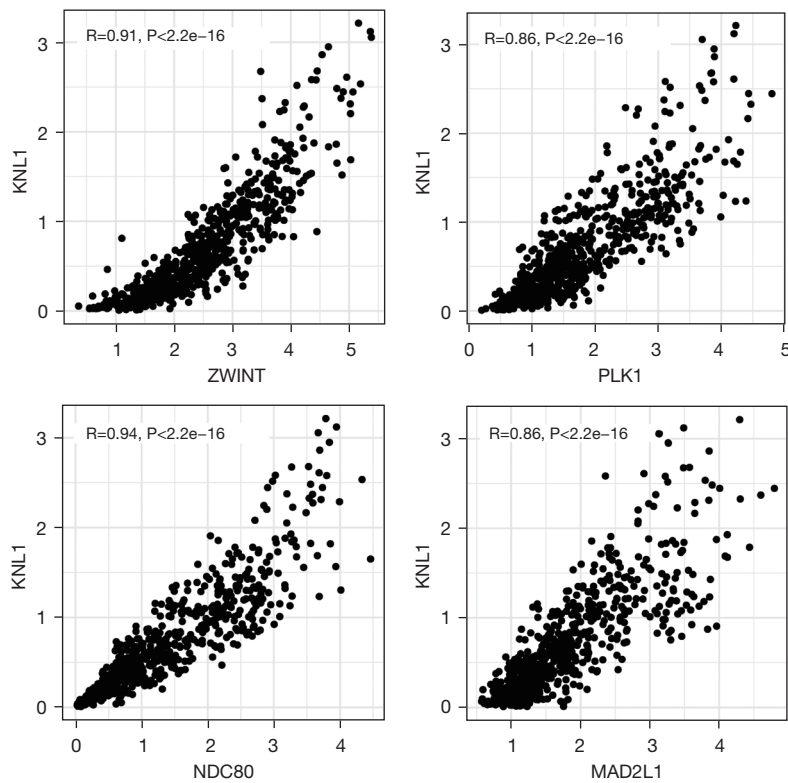 R=0.91, P<2.2e−16
KNL1
3
2
1
0
1 2 3 4 5
ZWINT
R=0.86, P<2.2e−16
KNL1
3
2
1
0
0 1 2 3 4 5
PLK1
R=0.94, P<2.2e−16
KNL1
3
2
1
0
0 1 2 3 4
NDC80
R=0.86, P<2.2e−16
KNL1
3
2
1
0
1 2 3 4
MAD2L1